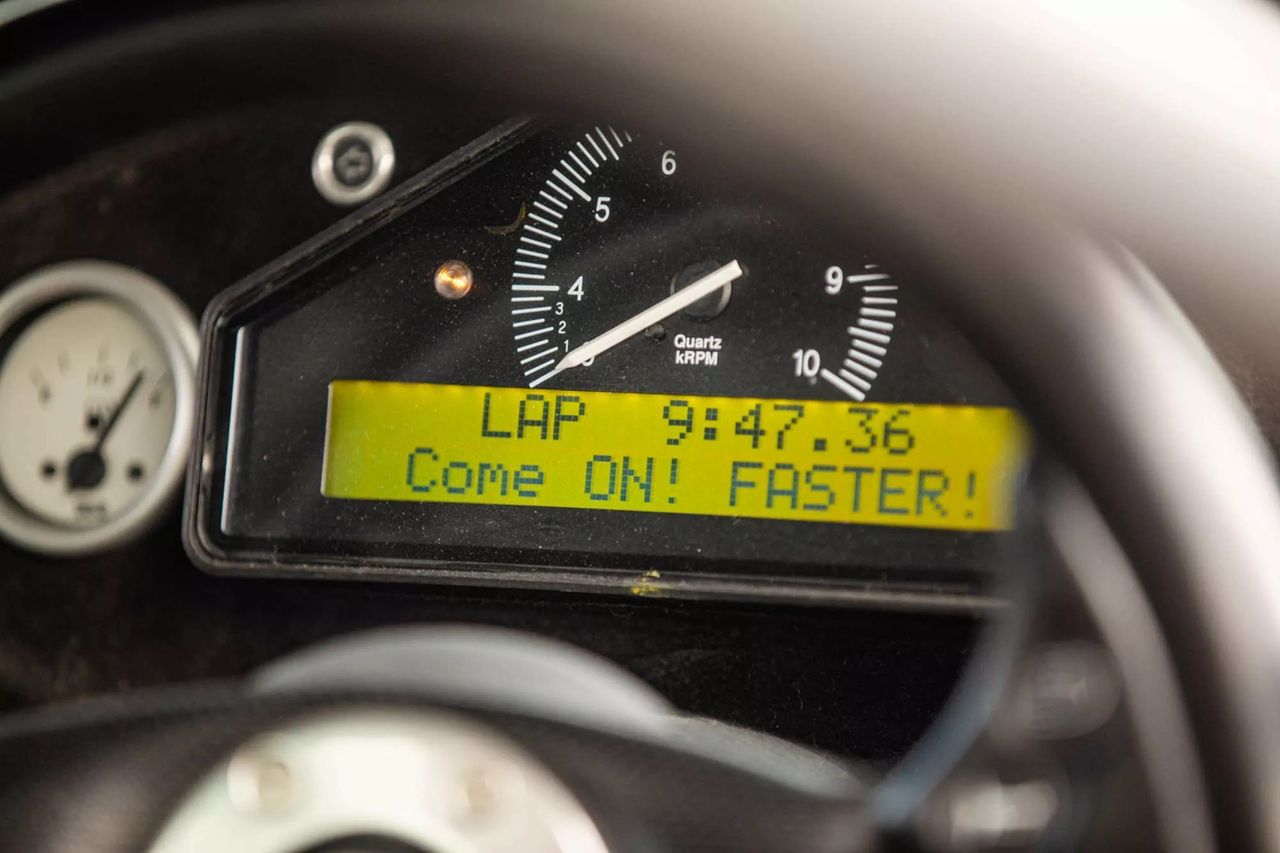 6
5
4
3
2
1
9
10
Quartz
kRPM
LAP 9:47.36
Come ON! FASTER!